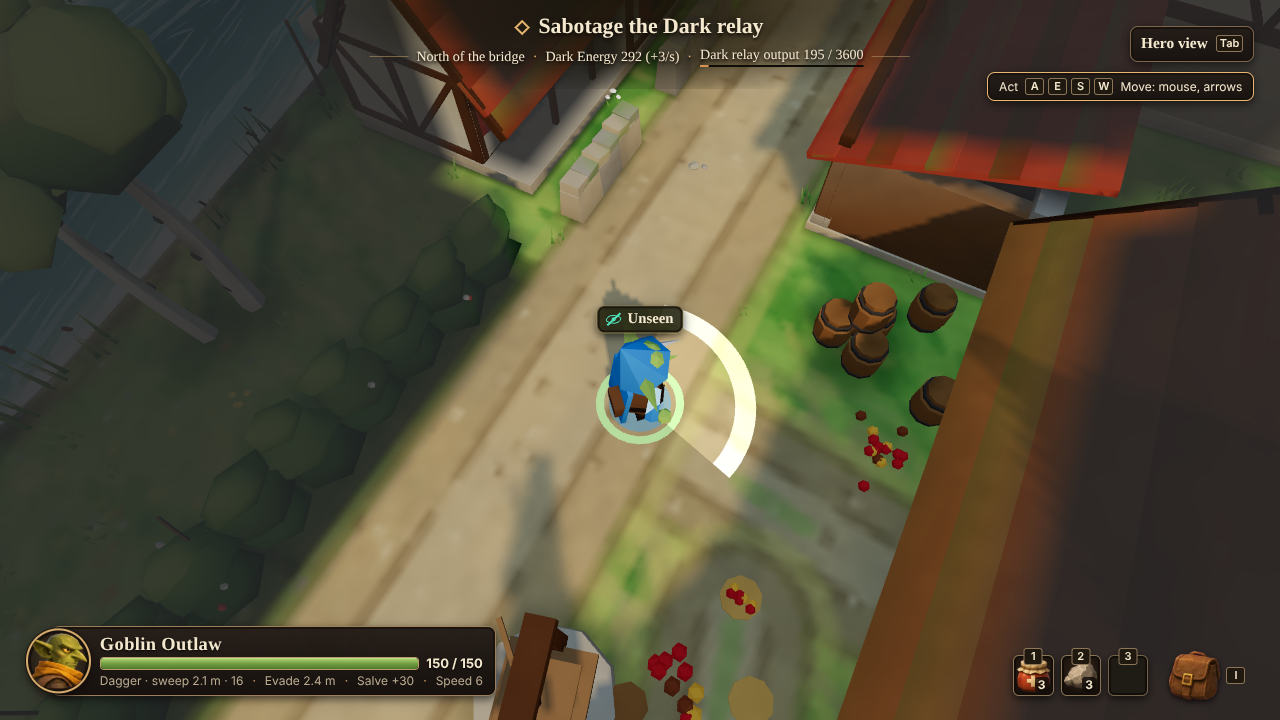 Sabotage the Dark relay
North of the bridge · Dark Energy 292 (+3/s) · Dark relay output 195 / 3600
Hero view Tab
Act A E S W Move: mouse, arrows
Unseen
Goblin Outlaw
150 / 150
Dagger · sweep 2.1 m · 16 · Evade 2.4 m · Salve +30 · Speed 6
1 2 3
3 3
I